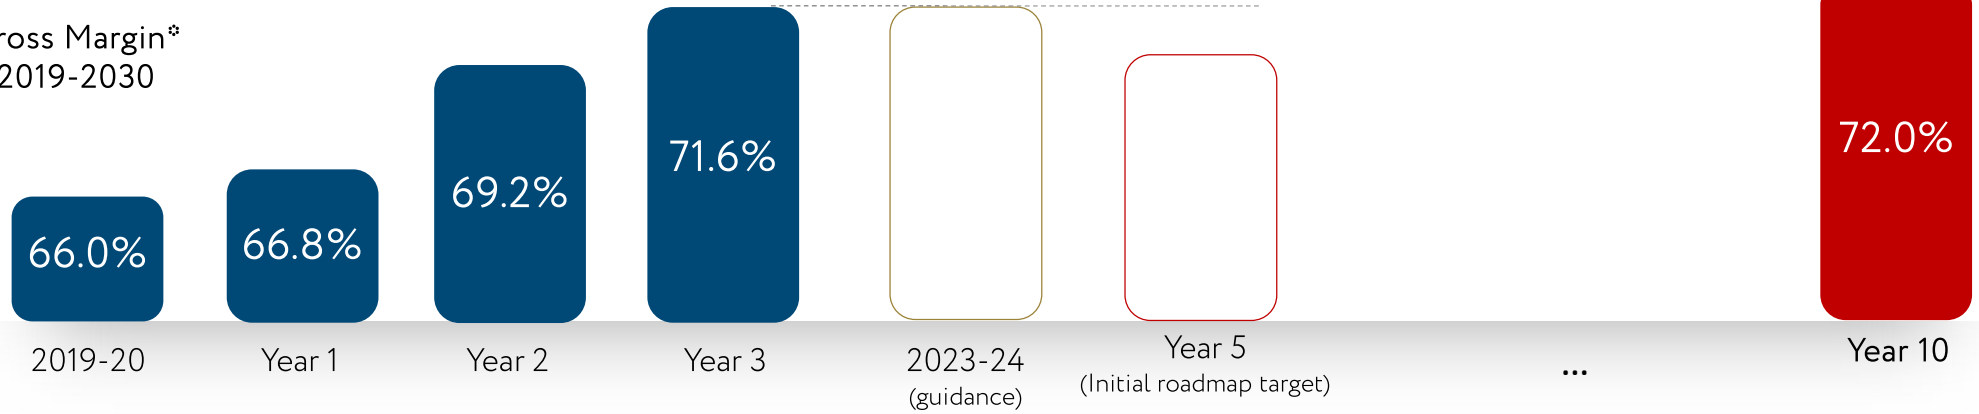 ross Margin*
2019-2030
66.0%
66.8%
69.2%
71.6%
72.0%
2019-20
Year 1
Year 2
Year 3
2023-24
(guidance)
Year 5
(Initial roadmap target)
...
Year 10